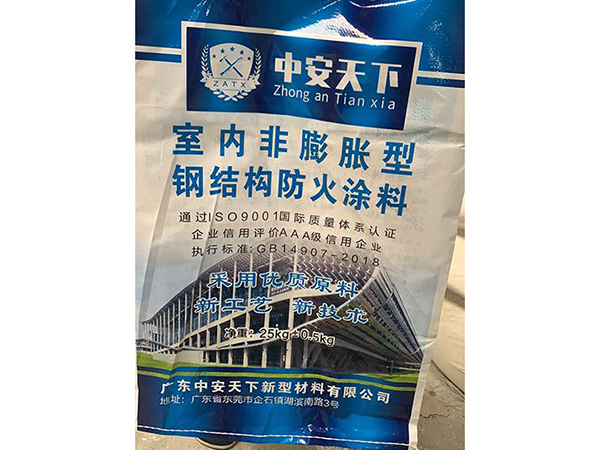 中安天下
ZATX
Zhong an Tian xia
室内非膨胀型
钢结构防火涂料
通过ISO9001国际质量体系认证
企业信用评价AAA级信用企业
执行标准:GB14907-2018
采用优质原料
新工艺 新技术
净重：25kg±0.5kg
广东中安天下新型材料有限公司
地址：广东省东莞市企石镇湖滨南路3号